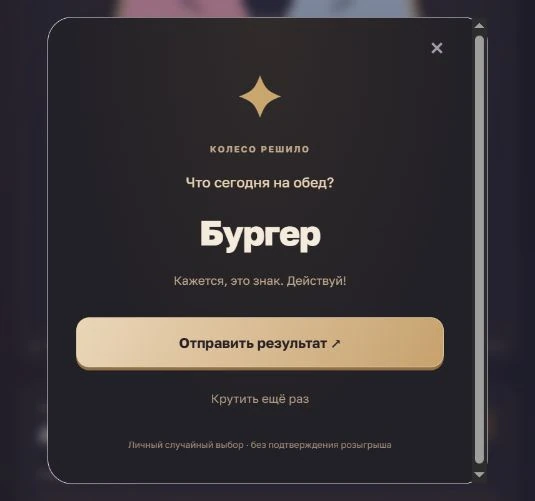 КОЛЕСО РЕШИЛО
Что сегодня на обед?
Бургер
Кажется, это знак. Действуй!
Отправить результат ↗
Крутить ещё раз
Личный случайный выбор · без подтверждения розыгрыша